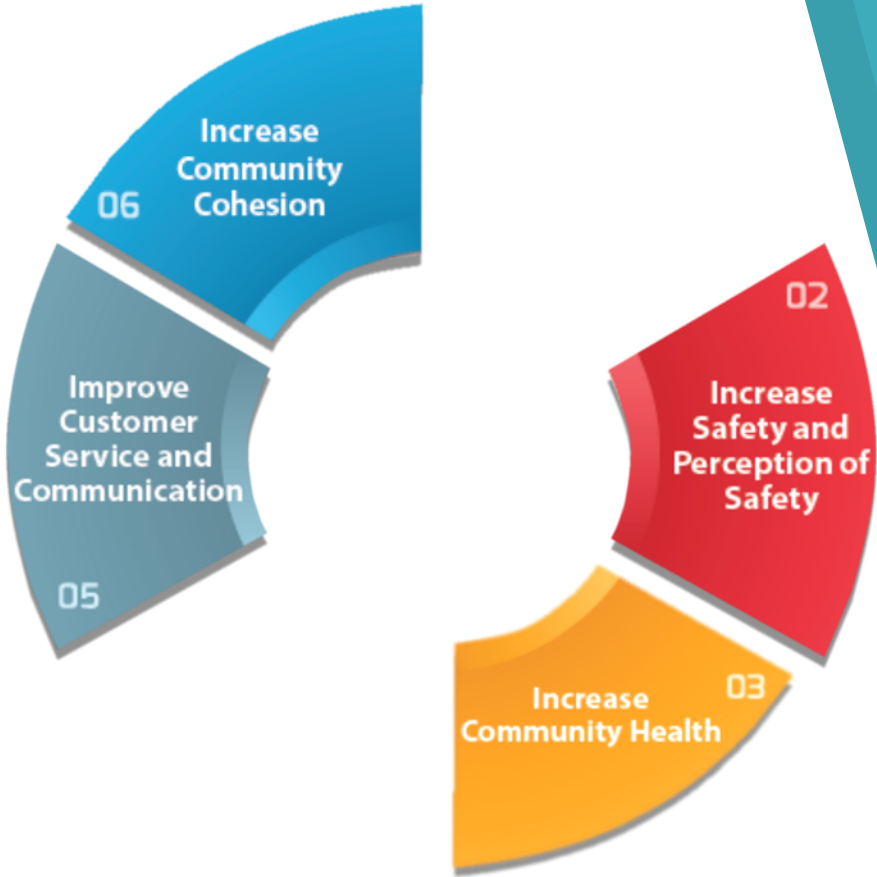 06
Increase
Community
Cohesion
02
Increase
Safety and
Perception of
Safety
Improve
Customer
Service and
Communication
05
03
Increase
Community Health